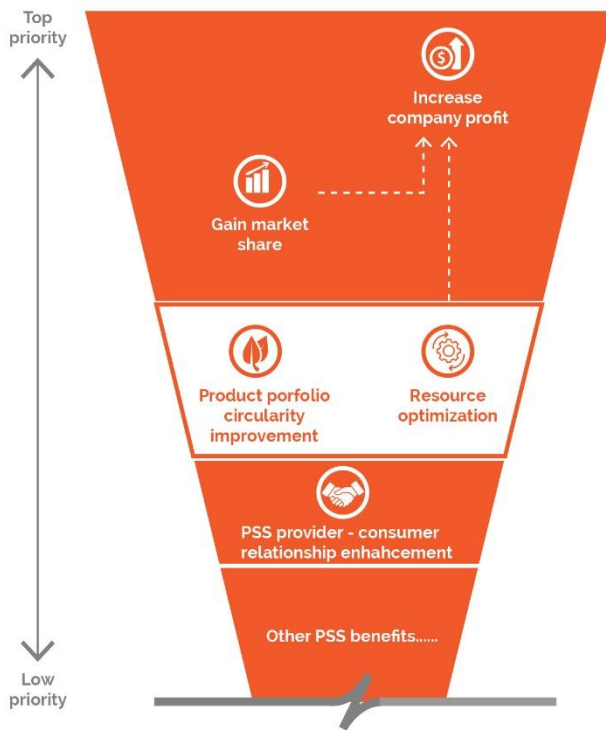 Top
priority
$
Increase
company profit
Gain market
share
Product porfolio
circularity
improvement
Resource
optimization
PSS provider - consumer
relationship enhahcement
Other PSS benefits......
Low
priority